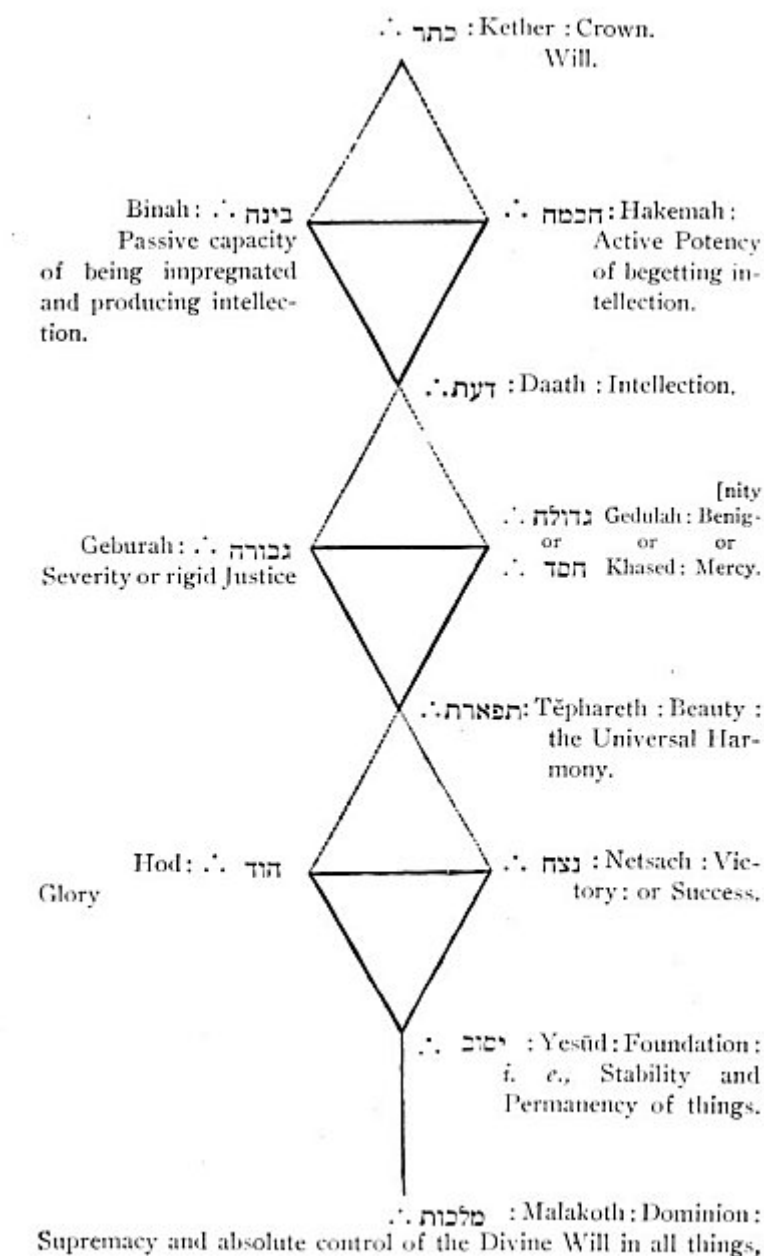 ∴ כתר : Kether : Crown.
Will.
Binah : ∴ בינה
Passive capacity
of being impregnated
and producing intellec-
tion.
∴ חכמה : Hakemah :
Active Potency
of begetting in-
tellection.
∴ דעת : Daath : Intellection.
Geburah : ∴ גבורה
Severity or rigid Justice
[nity
∴ גדולה Gedulah : Benig-
or or or
∴ חסד Khased : Mercy.
∴ תפארת : Tĕphareth : Beauty :
the Universal Har-
mony.
Hod : ∴ הוד
Glory
∴ נצח : Netsach : Vic-
tory : or Success.
∴ יסוב : Yesūd : Foundation :
i. e., Stability and
Permanency of things.
∴ מלכות : Malakoth : Dominion :
Supremacy and absolute control of the Divine Will in all things.